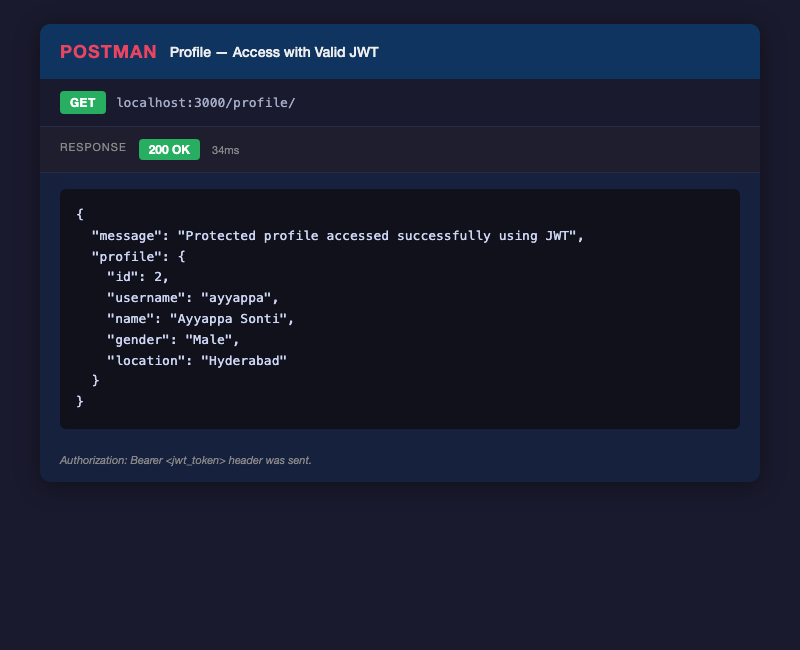 POSTMAN Profile — Access with Valid JWT
GET localhost:3000/profile/
RESPONSE 200 OK 34ms
{
  "message": "Protected profile accessed successfully using JWT",
  "profile": {
    "id": 2,
    "username": "ayyappa",
    "name": "Ayyappa Sonti",
    "gender": "Male",
    "location": "Hyderabad"
  }
}
Authorization: Bearer <jwt_token> header was sent.